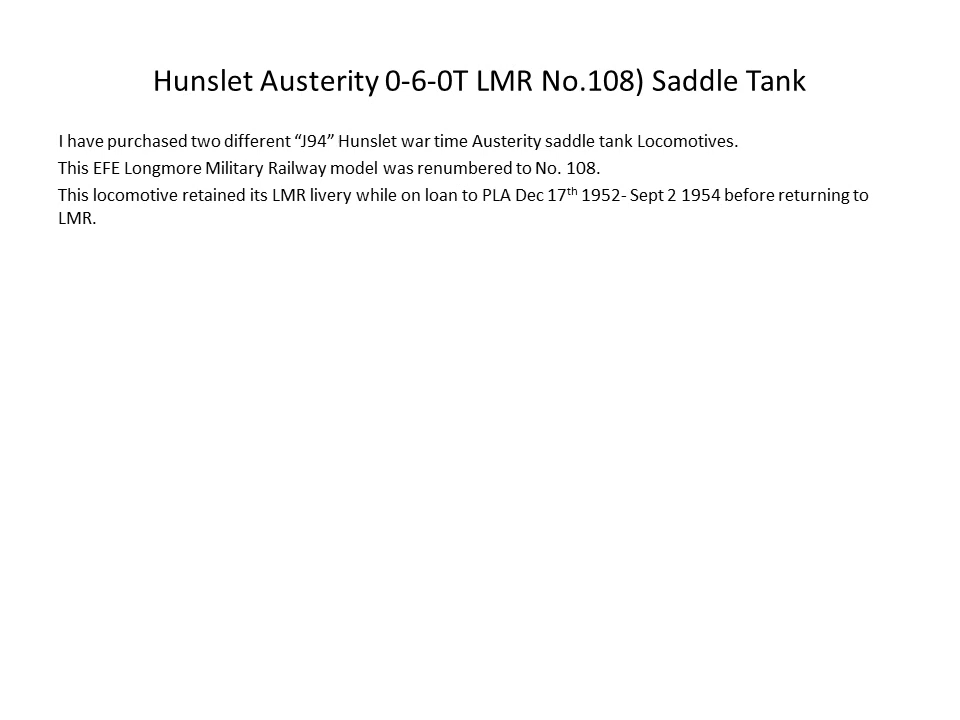 Hunslet Austerity 0-6-0T LMR No.108) Saddle Tank
I have purchased two different “J94” Hunslet war time Austerity saddle tank Locomotives.
This EFE Longmore Military Railway model was renumbered to No. 108.
This locomotive retained its LMR livery while on loan to PLA Dec 17th 1952- Sept 2 1954 before returning to
LMR.